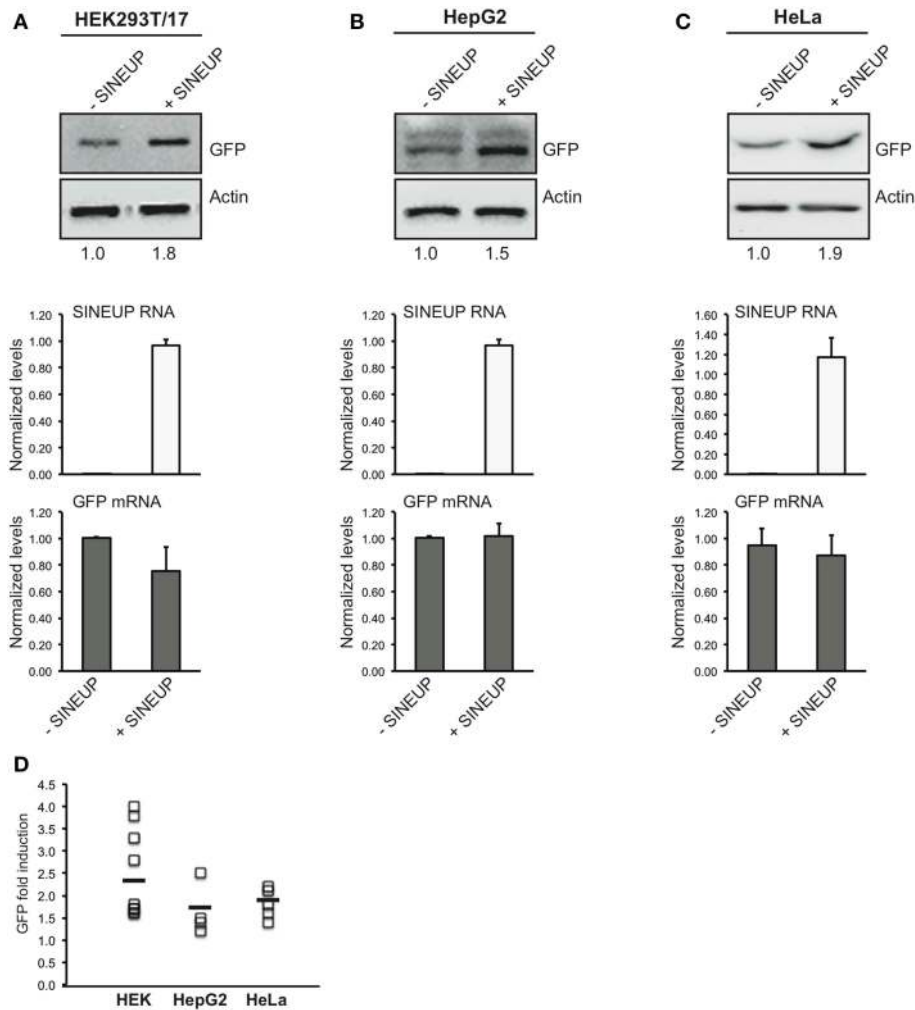 A
HEK293T/17
- SINEUP
+ SINEUP
GFP
Actin
1.0 1.8
SINEUP RNA
Normalized levels
1.20
1.00
0.80
0.60
0.40
0.20
0.00
GFP mRNA
Normalized levels
1.20
1.00
0.80
0.60
0.40
0.20
0.00
- SINEUP
+ SINEUP
B
HepG2
- SINEUP
+ SINEUP
GFP
Actin
1.0 1.5
SINEUP RNA
Normalized levels
1.20
1.00
0.80
0.60
0.40
0.20
0.00
GFP mRNA
Normalized levels
1.20
1.00
0.80
0.60
0.40
0.20
0.00
- SINEUP
+ SINEUP
C
HeLa
- SINEUP
+ SINEUP
GFP
Actin
1.0 1.9
SINEUP RNA
Normalized levels
1.60
1.40
1.20
1.00
0.80
0.60
0.40
0.20
0.00
GFP mRNA
Normalized levels
1.20
1.00
0.80
0.60
0.40
0.20
0.00
- SINEUP
+ SINEUP
D
GFP fold induction
4.5
4.0
3.5
3.0
2.5
2.0
1.5
1.0
0.5
0.0
HEK HepG2 HeLa